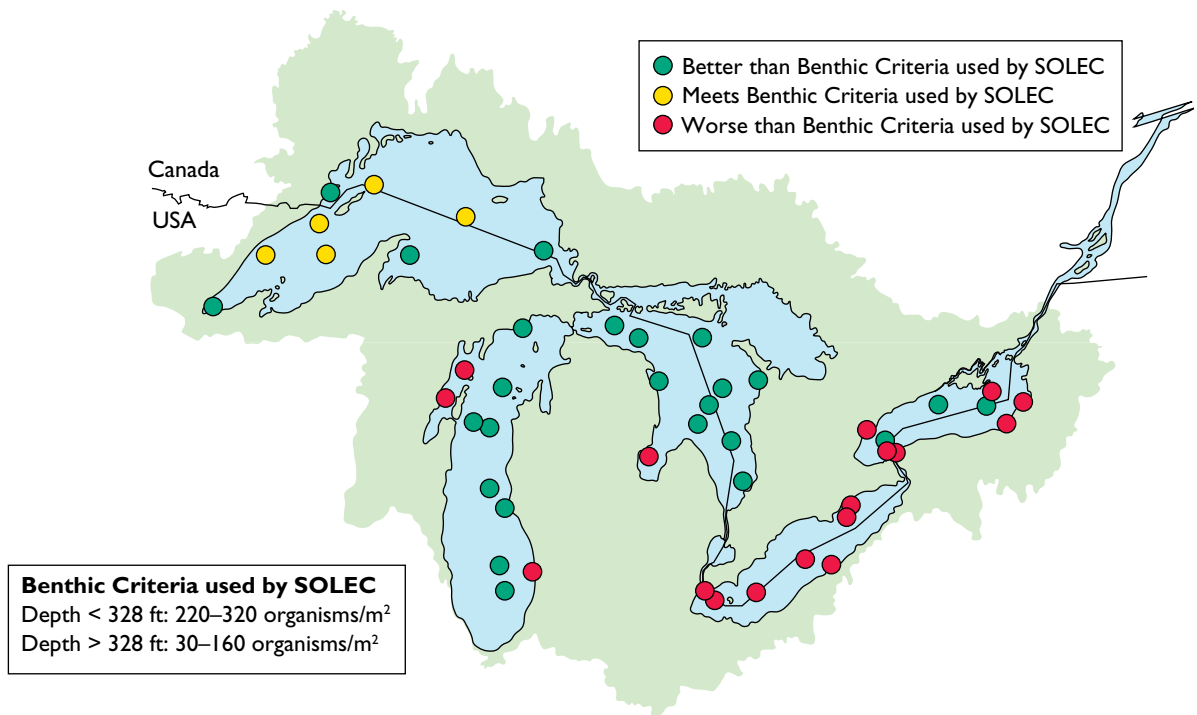 Better than Benthic Criteria used by SOLEC
Meets Benthic Criteria used by SOLEC
Worse than Benthic Criteria used by SOLEC
Canada
USA
Benthic Criteria used by SOLEC
Depth < 328 ft: 220–320 organisms/m²
Depth > 328 ft: 30–160 organisms/m²